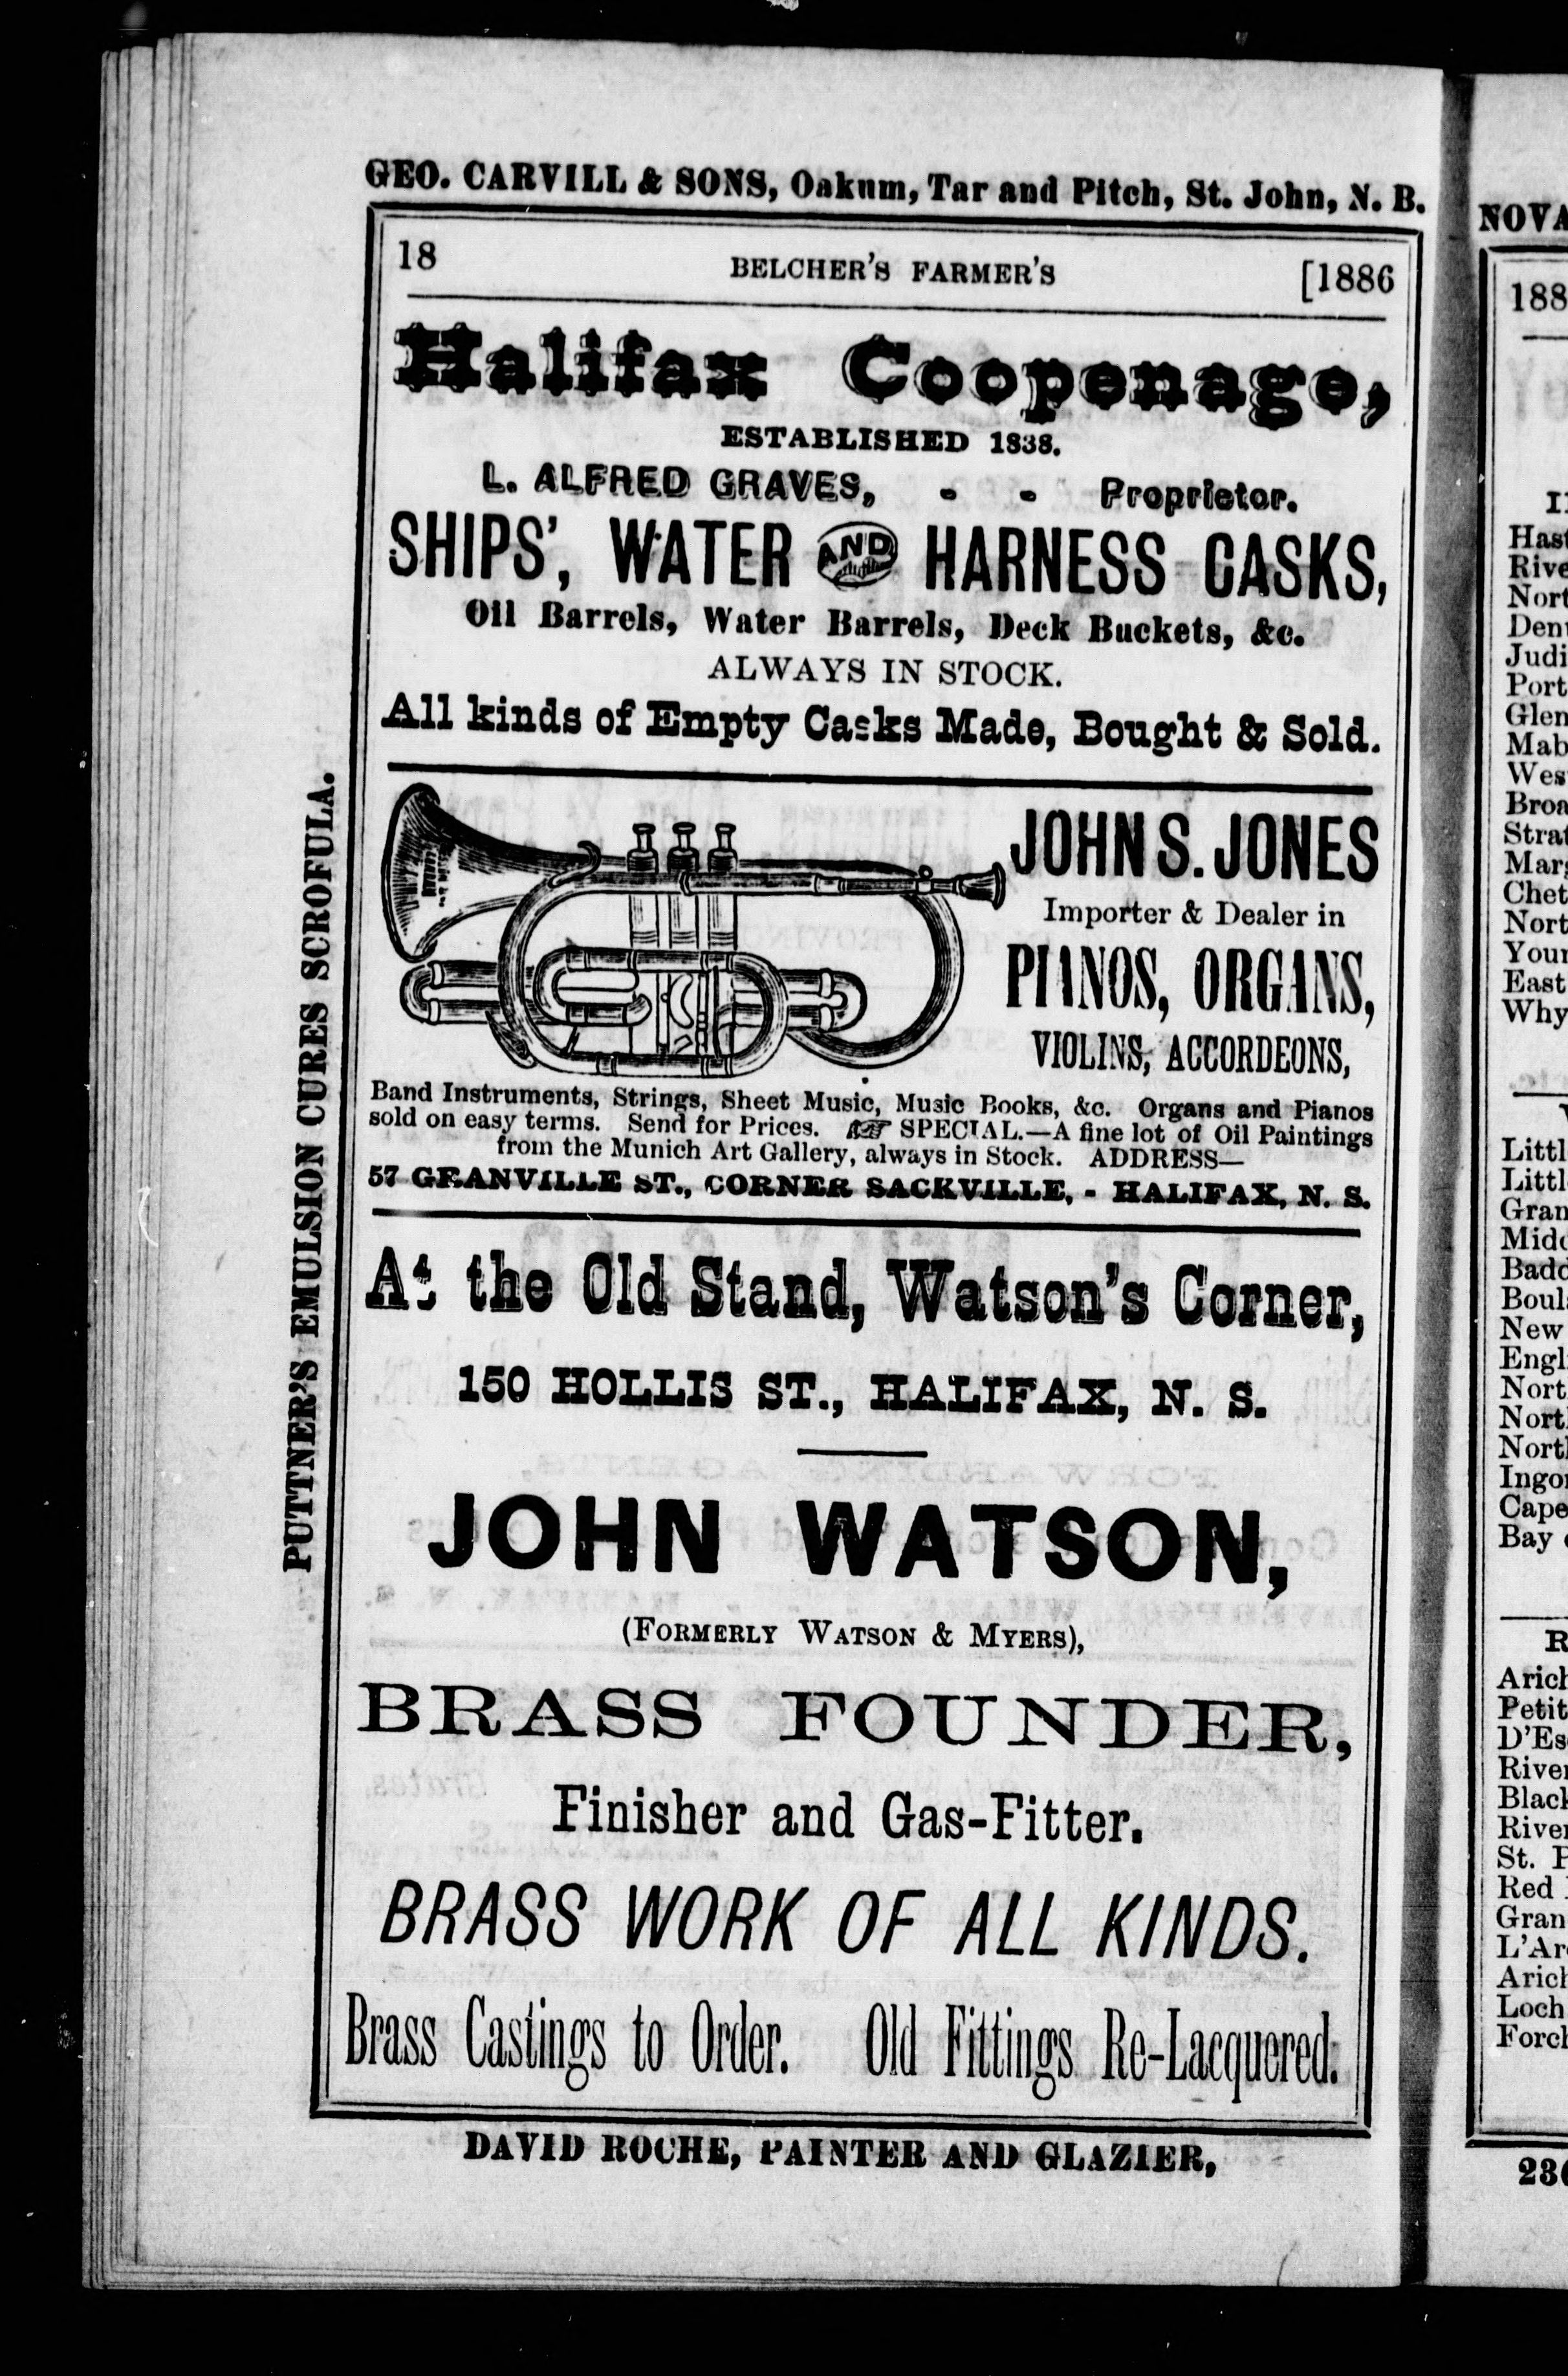 GEO. CARVILL & SONS, Oakum, Tar and Pitch, St. John, N. B.
18 BELCHER'S FARMER'S [1886
Halifax Cooperage,
ESTABLISHED 1838.
L. ALFRED GRAVES, - - Proprietor.
SHIPS', WATER AND HARNESS CASKS,
Oil Barrels, Water Barrels, Deck Buckets, &c.
ALWAYS IN STOCK.
All kinds of Empty Casks Made, Bought & Sold.
JOHN S. JONES
Importer & Dealer in
PIANOS, ORGANS,
VIOLINS, ACCORDEONS,
Band Instruments, Strings, Sheet Music, Music Books, &c. Organs and Pianos
sold on easy terms. Send for Prices. ☞ SPECIAL.—A fine lot of Oil Paintings
from the Munich Art Gallery, always in Stock. ADDRESS—
57 GRANVILLE ST., CORNER SACKVILLE, - HALIFAX, N. S.
At the Old Stand, Watson's Corner,
150 HOLLIS ST., HALIFAX, N. S.
JOHN WATSON,
(FORMERLY WATSON & MYERS),
BRASS FOUNDER,
Finisher and Gas-Fitter.
BRASS WORK OF ALL KINDS.
Brass Castings to Order. Old Fittings Re-Lacquered.
DAVID ROCHE, PAINTER AND GLAZIER,
PUTTNER'S EMULSION CURES SCROFULA.